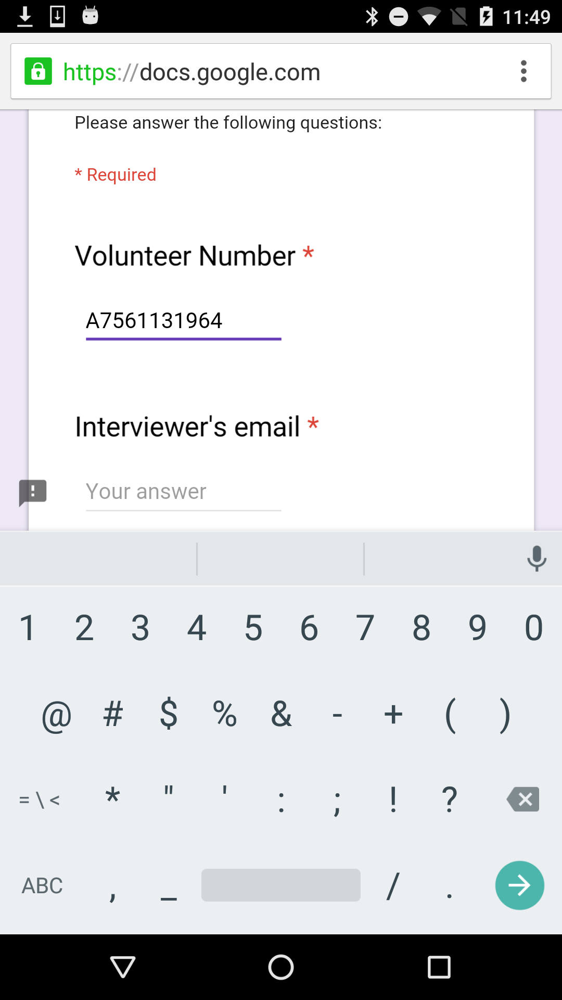 11:49
https://docs.google.com
Please answer the following questions:
* Required
Volunteer Number *
A7561131964
Interviewer's email *
Your answer
1 2 3 4 5 6 7 8 9 0
@ # $ % & - + ( )
= \ < * " ' : ; ! ?
ABC , _ / .